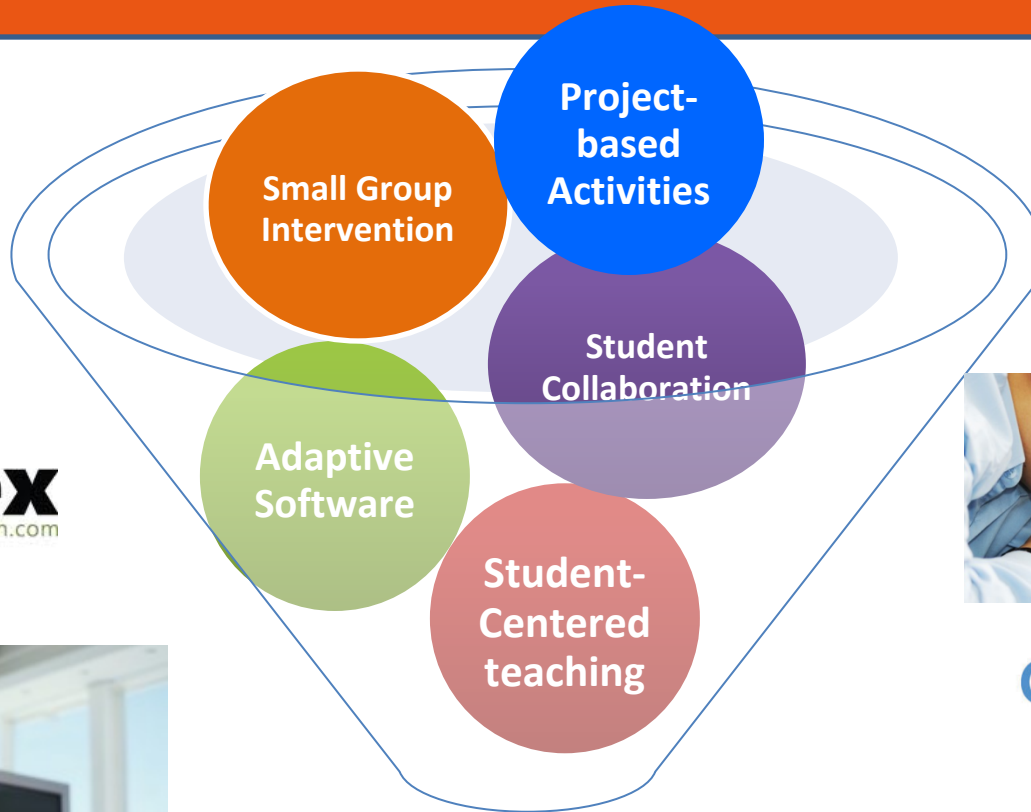 Project-
based
Activities
Small Group
Intervention
Student
Collaboration
Adaptive
Software
Student-
Centered
teaching